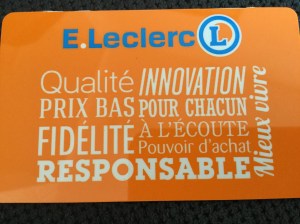 E.Leclerc L
Qualité INNOVATION
PRIX BAS POUR CHACUN
FIDÉLITÉ À L'ÉCOUTE
Pouvoir d'achat
RESPONSABLE
Mieux vivre